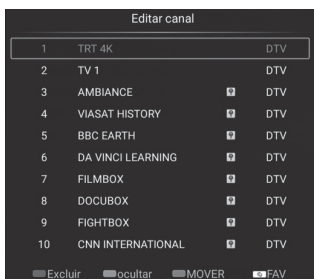 Editar canal
1 TRT 4K DTV
2 TV 1 DTV
3 AMBIANCE DTV
4 VIASAT HISTORY DTV
5 BBC EARTH DTV
6 DA VINCI LEARNING DTV
7 FILMBOX DTV
8 DOCUBOX DTV
9 FIGHTBOX DTV
10 CNN INTERNATIONAL DTV
Excluir ocultar MOVER FAV